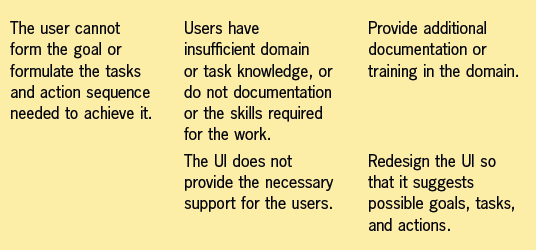 The user cannot
form the goal or
formulate the tasks
and action sequence
needed to achieve it.
Users have
insufficient domain
or task knowledge, or
do not documentation
or the skills required
for the work.
Provide additional
documentation or
training in the domain.
The UI does not
provide the necessary
support for the users.
Redesign the UI so
that it suggests
possible goals, tasks,
and actions.